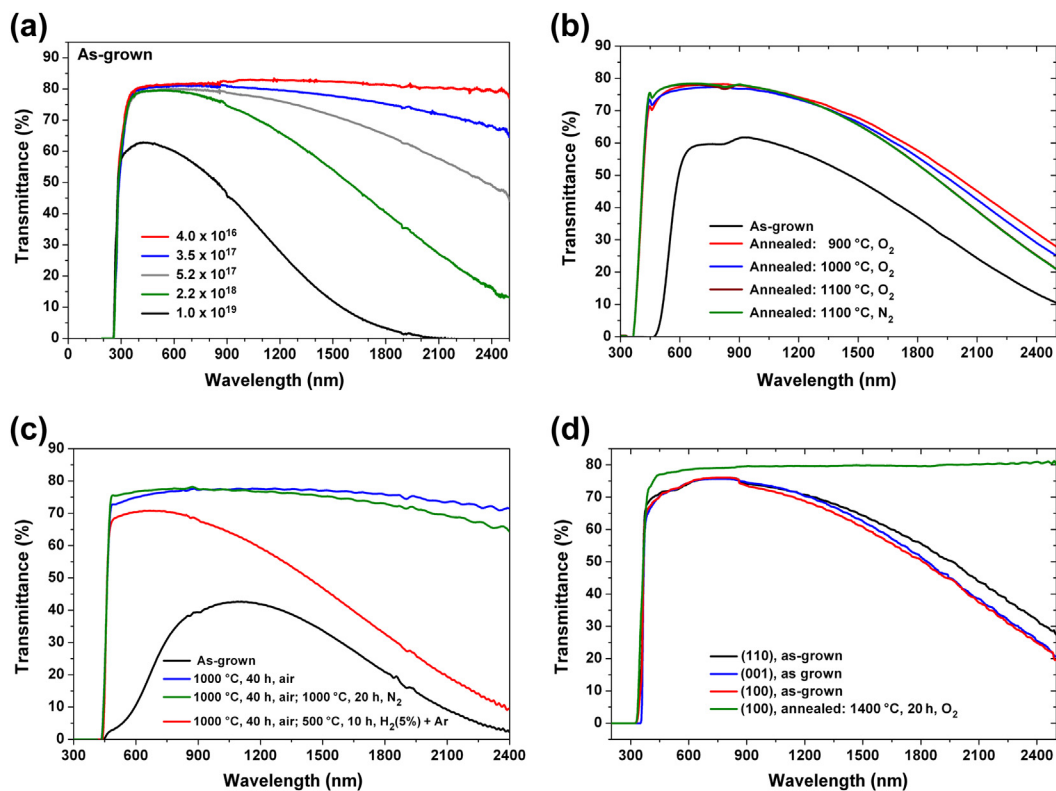 (a)
As-grown
Transmittance (%)
90
80
70
60
50
40
30
20
10
0
4.0 x 10¹⁶
3.5 x 10¹⁷
5.2 x 10¹⁷
2.2 x 10¹⁸
1.0 x 10¹⁹
0 300 600 900 1200 1500 1800 2100 2400
Wavelength (nm)
(b)
Transmittance (%)
90
80
70
60
50
40
30
20
10
0
As-grown
Annealed: 900 °C, O₂
Annealed: 1000 °C, O₂
Annealed: 1100 °C, O₂
Annealed: 1100 °C, N₂
300 600 900 1200 1500 1800 2100 2400
Wavelength (nm)
(c)
Transmittance (%)
90
80
70
60
50
40
30
20
10
0
As-grown
1000 °C, 40 h, air
1000 °C, 40 h, air; 1000 °C, 20 h, N₂
1000 °C, 40 h, air; 500 °C, 10 h, H₂(5%) + Ar
300 600 900 1200 1500 1800 2100 2400
Wavelength (nm)
(d)
Transmittance (%)
90
80
70
60
50
40
30
20
10
0
(110), as-grown
(001), as grown
(100), as-grown
(100), annealed: 1400 °C, 20 h, O₂
300 600 900 1200 1500 1800 2100 2400
Wavelength (nm)